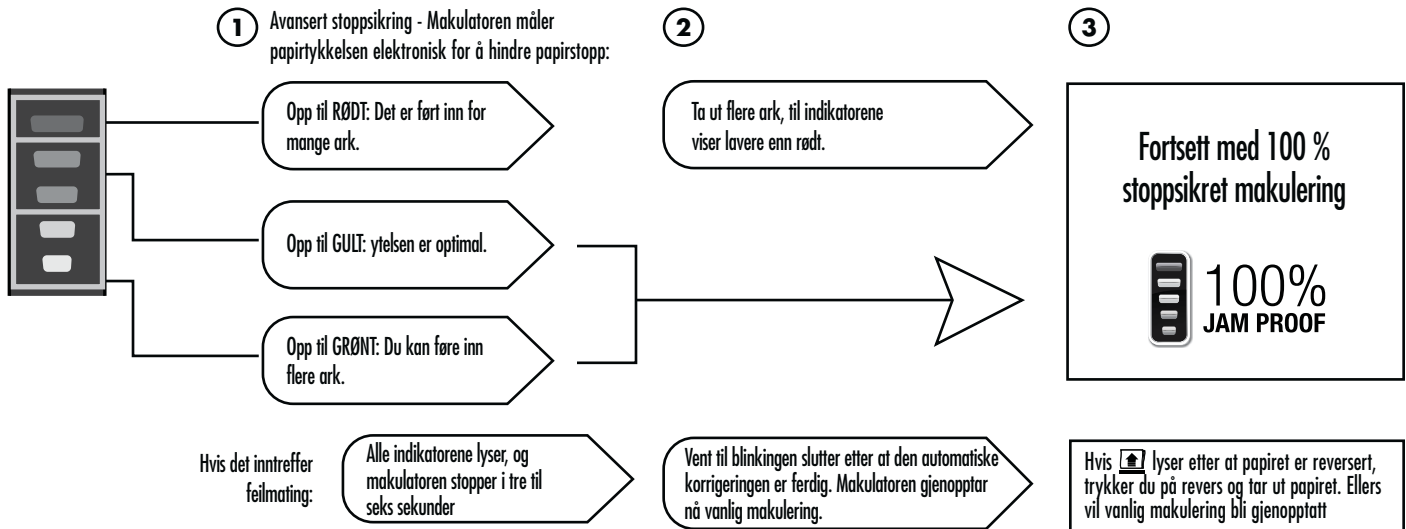 1
Avansert stoppsikring - Makulatoren måler
papirtykkelsen elektronisk for å hindre papirstopp:
Opp til RØDT: Det er ført inn for
mange ark.
Opp til GULT: ytelsen er optimal.
Opp til GRØNT: Du kan føre inn
flere ark.
2
Ta ut flere ark, til indikatorene
viser lavere enn rødt.
3
Fortsett med 100 %
stoppsikret makulering
100%
JAM PROOF
Hvis det inntreffer
feilmating:
Alle indikatorene lyser, og
makulatoren stopper i tre til
seks sekunder
Vent til blinkingen slutter etter at den automatiske
korrigeringen er ferdig. Makulatoren gjenopptar
nå vanlig makulering.
Hvis lyser etter at papiret er reversert,
trykker du på revers og tar ut papiret. Ellers
vil vanlig makulering bli gjenopptatt